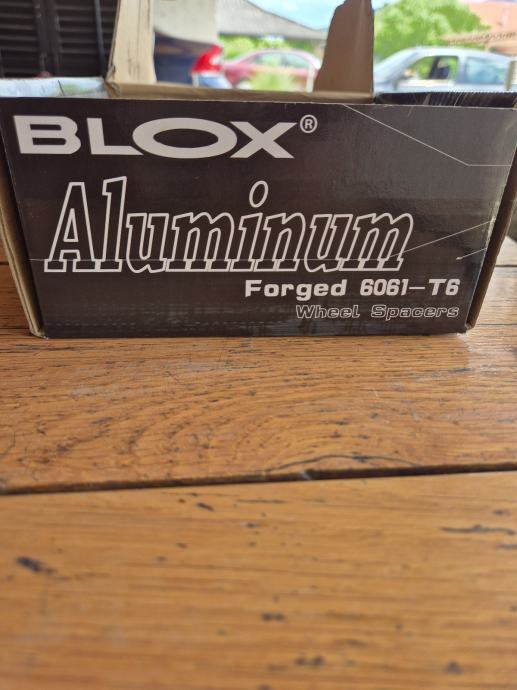 BLOX®
Aluminum
Forged 6061-T6
Wheel Spacers